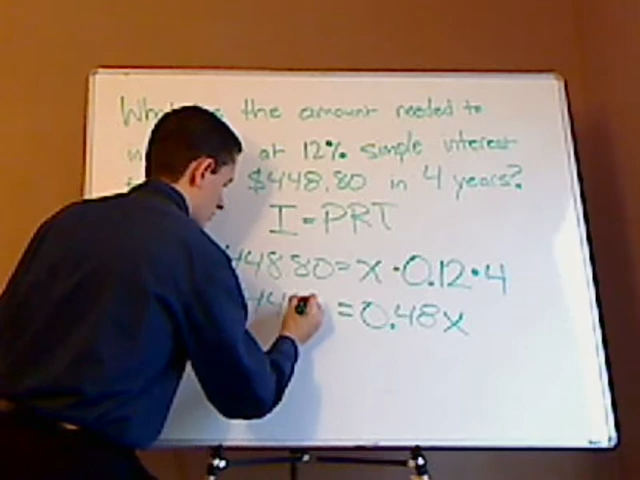 the amount needed to
at 12% simple interest
$448.80 in 4 years?
I = PRT
448 80 = x · 0.12 · 4
= 0.48x